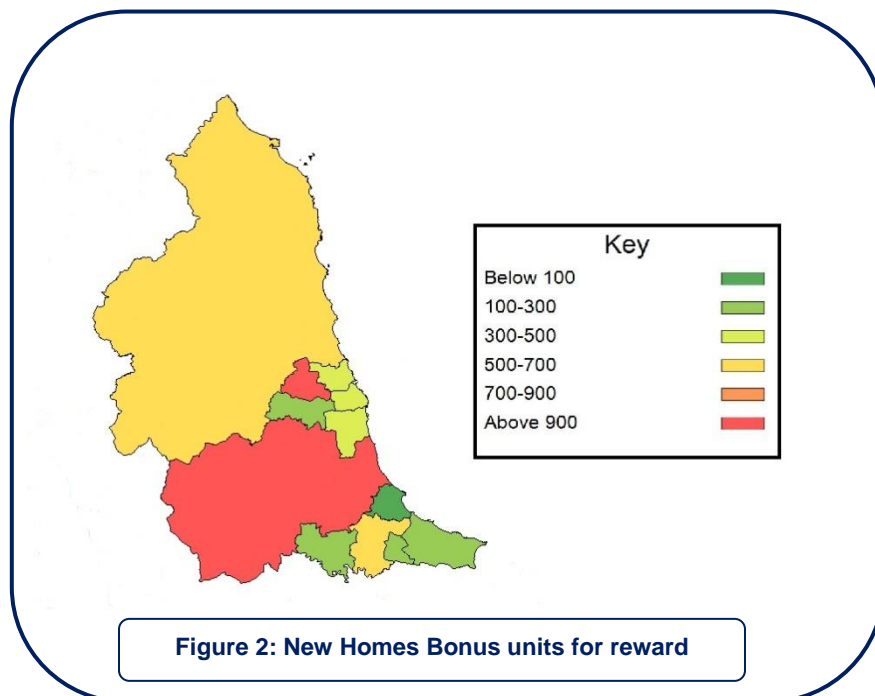 Key
Below 100
100-300
300-500
500-700
700-900
Above 900
Figure 2: New Homes Bonus units for reward